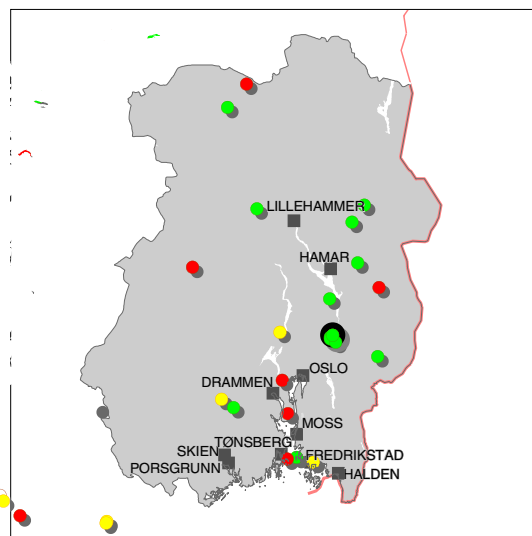 LILLEHAMMER
HAMAR
OSLO
DRAMMEN
MOSS
TØNSBERG
SKIEN
FREDRIKSTAD
PORSGRUNN
HALDEN